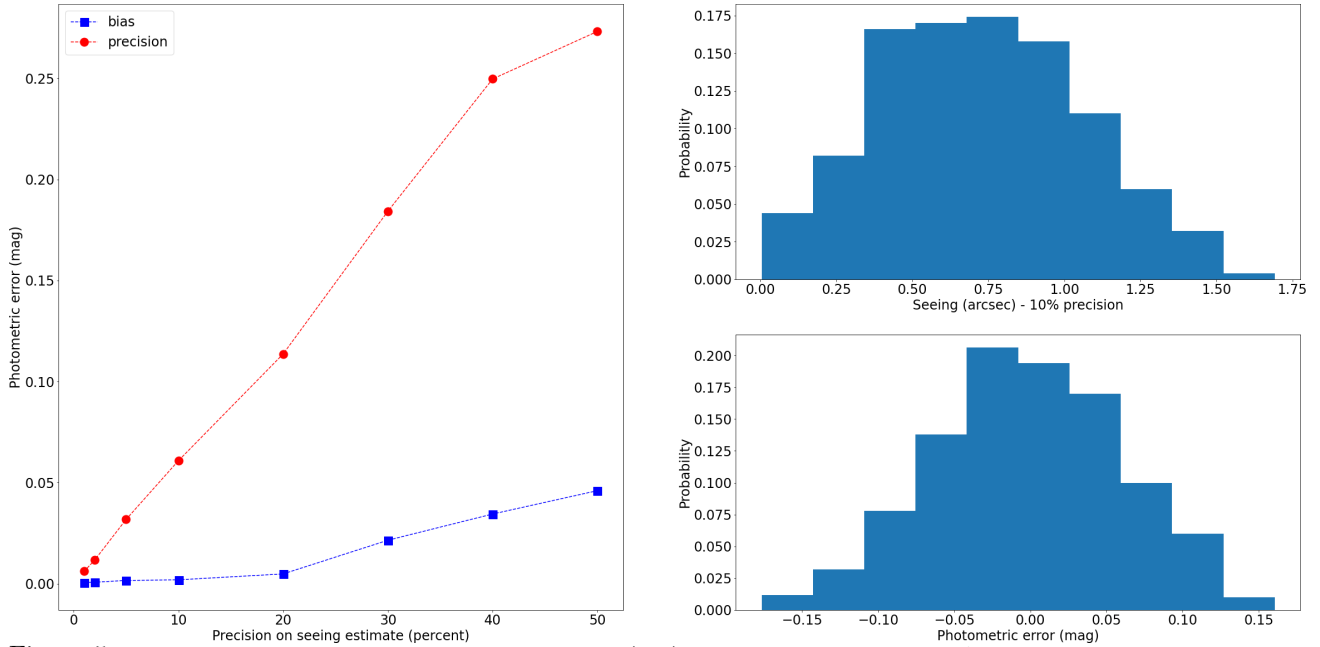 bias
precision
0.25
0.20
0.15
0.10
0.05
0.00
Photometric error (mag)
0 10 20 30 40 50
Precision on seeing estimate (percent)
0.175
0.150
0.125
0.100
0.075
0.050
0.025
0.000
Probability
0.00 0.25 0.50 0.75 1.00 1.25 1.50 1.75
Seeing (arcsec) - 10% precision
0.200
0.175
0.150
0.125
0.100
0.075
0.050
0.025
0.000
Probability
−0.15 −0.10 −0.05 0.00 0.05 0.10 0.15
Photometric error (mag)